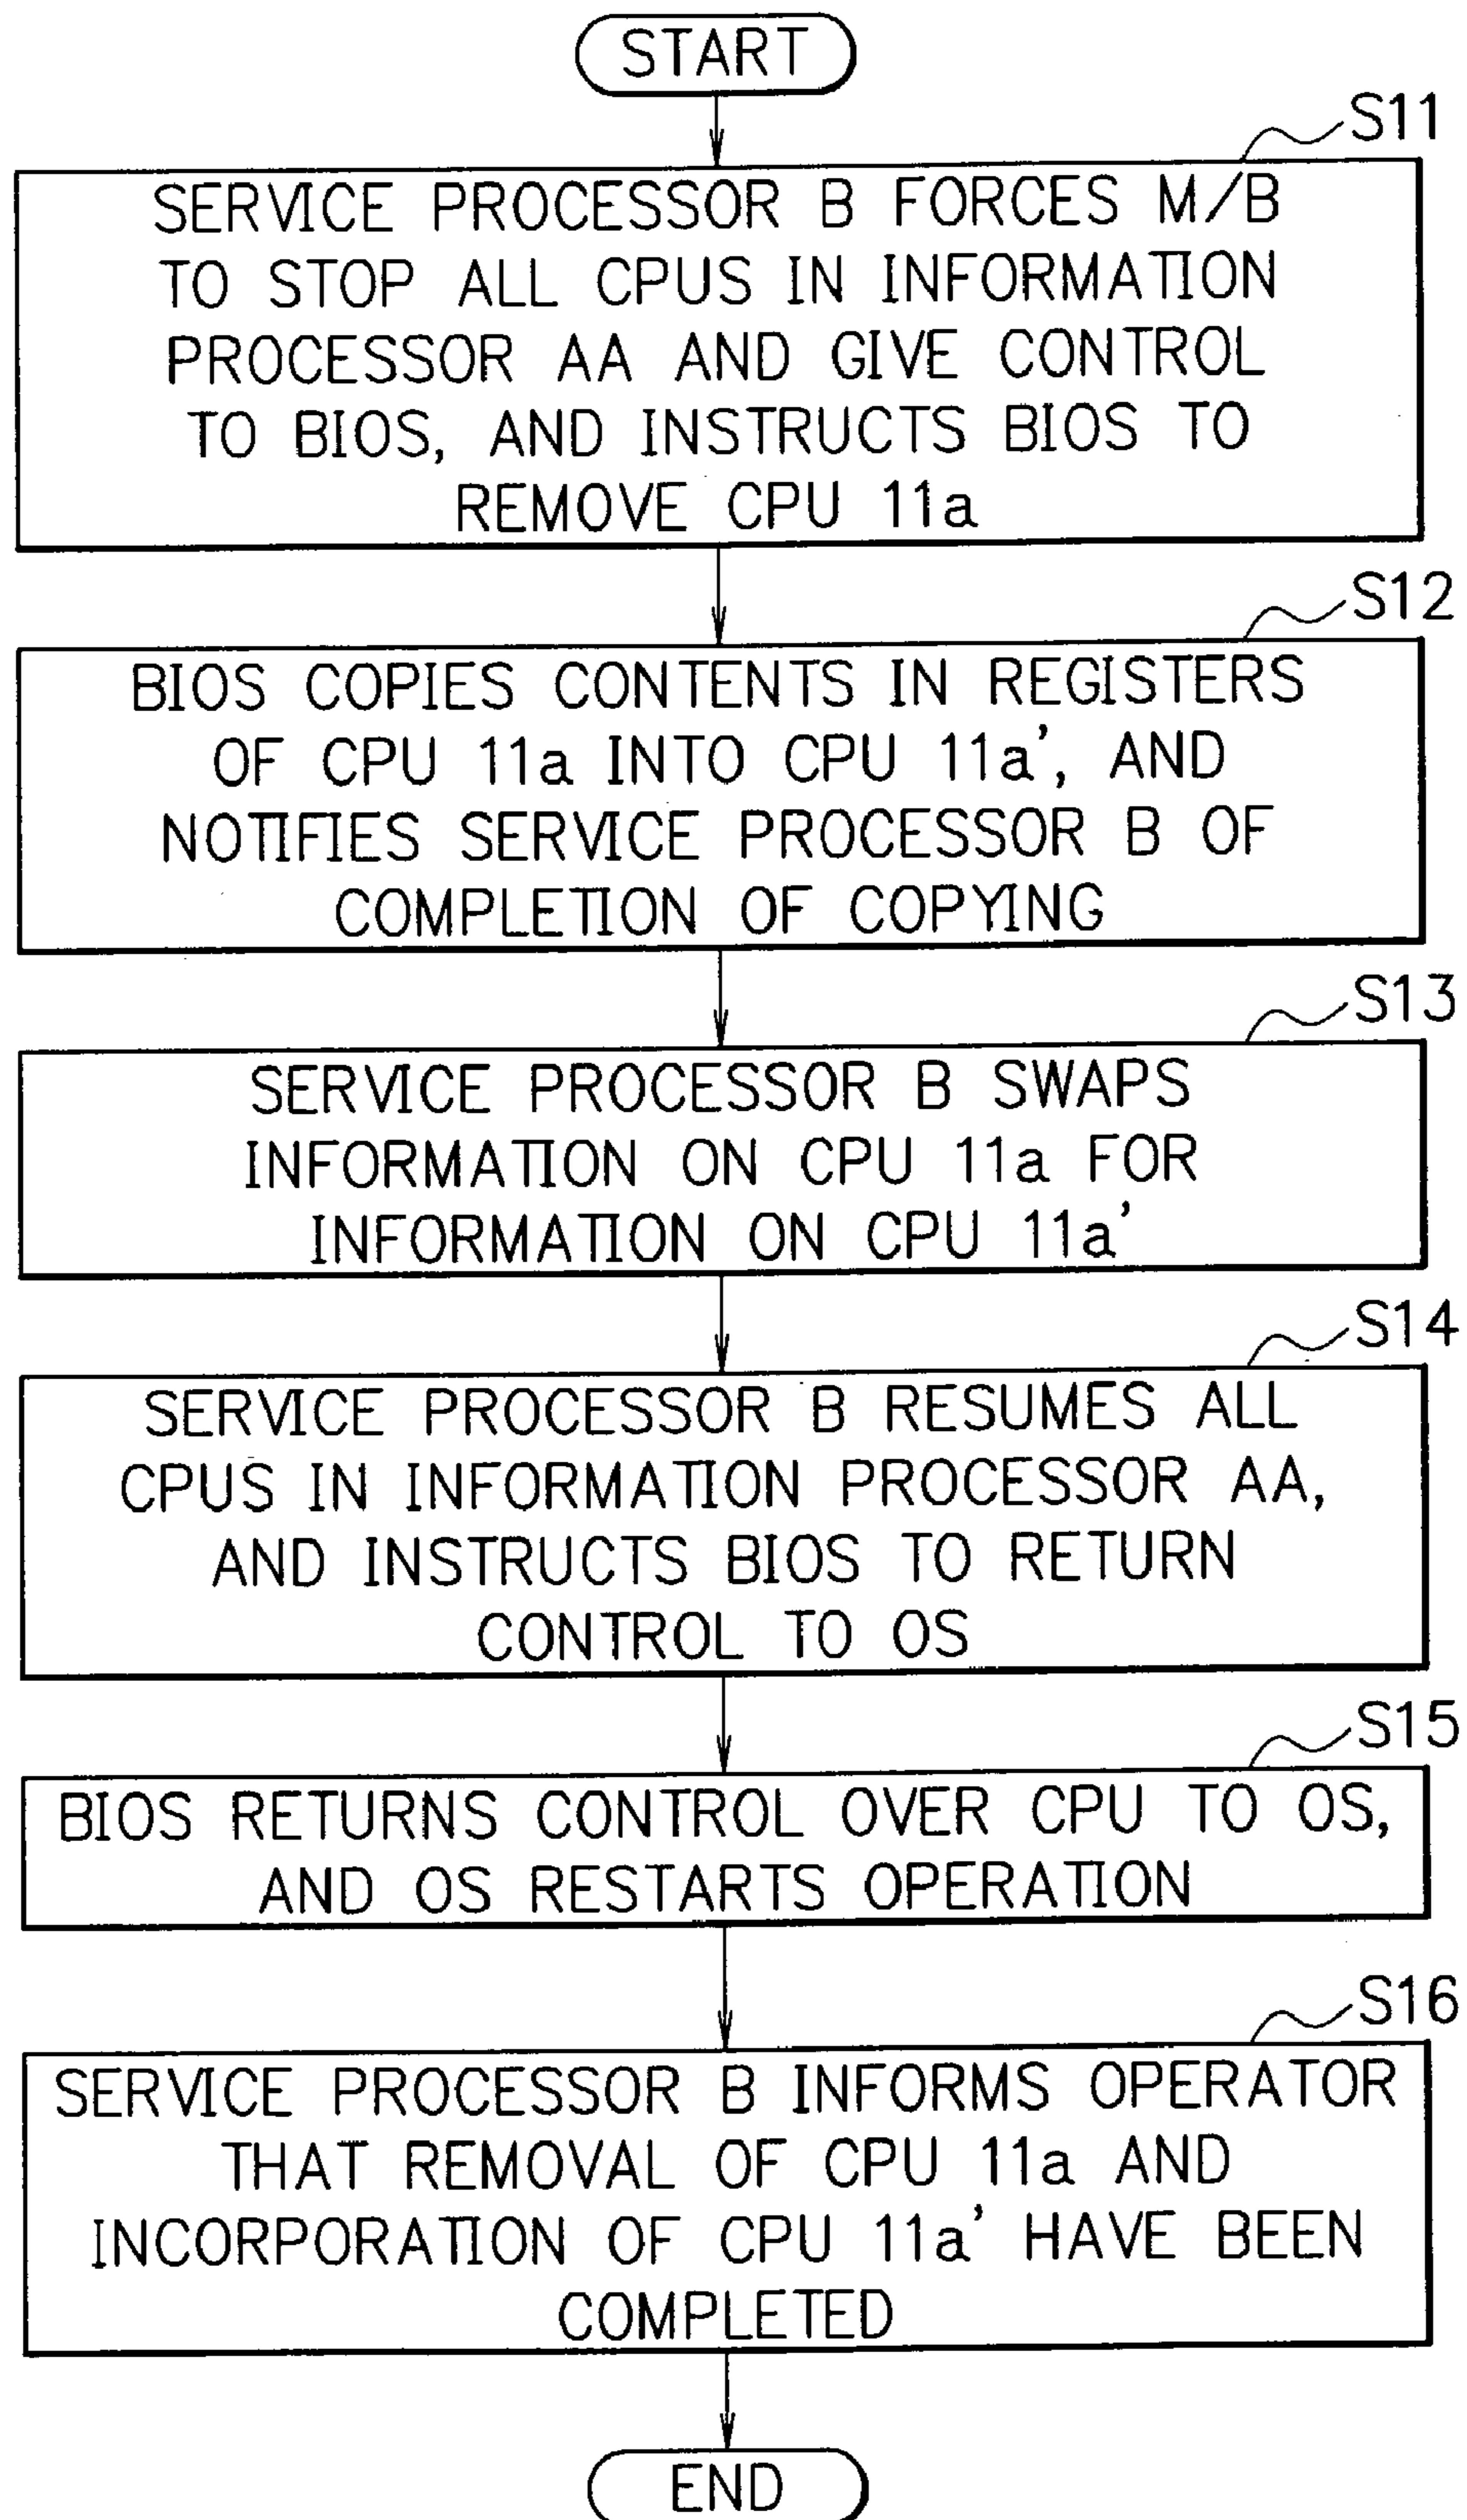 START
S11
SERVICE PROCESSOR B FORCES M/B
TO STOP ALL CPUS IN INFORMATION
PROCESSOR AA AND GIVE CONTROL
TO BIOS, AND INSTRUCTS BIOS TO
REMOVE CPU 11a
S12
BIOS COPIES CONTENTS IN REGISTERS
OF CPU 11a INTO CPU 11a', AND
NOTIFIES SERVICE PROCESSOR B OF
COMPLETION OF COPYING
S13
SERVICE PROCESSOR B SWAPS
INFORMATION ON CPU 11a FOR
INFORMATION ON CPU 11a'
S14
SERVICE PROCESSOR B RESUMES ALL
CPUS IN INFORMATION PROCESSOR AA,
AND INSTRUCTS BIOS TO RETURN
CONTROL TO OS
S15
BIOS RETURNS CONTROL OVER CPU TO OS,
AND OS RESTARTS OPERATION
S16
SERVICE PROCESSOR B INFORMS OPERATOR
THAT REMOVAL OF CPU 11a AND
INCORPORATION OF CPU 11a' HAVE BEEN
COMPLETED
END